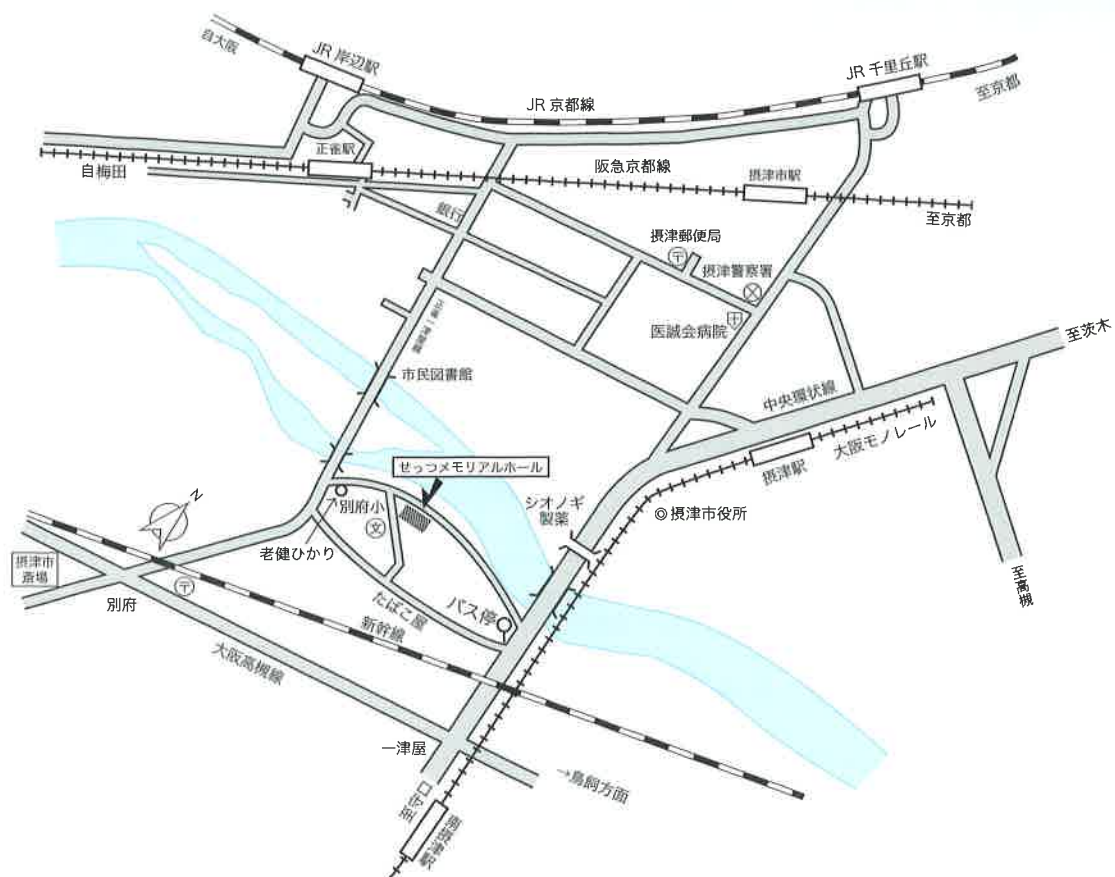 自大阪
JR 岸辺駅
JR 千里丘駅
至京都
JR 京都線
正雀駅
自梅田
阪急京都線
摂津市駅
至京都
銀行
摂津郵便局
〒
摂津警察署
医誠会病院
至茨木
市民図書館
中央環状線
大阪モノレール
摂津駅
せっつメモリアルホール
シオノギ
製薬
◎摂津市役所
N
別府小
文
老健ひかり
摂津市
斎場
〒
別府
たばこ屋
バス停
至高槻
新幹線
大阪高槻線
一津屋
→鳥飼方面
至守口
南摂津駅